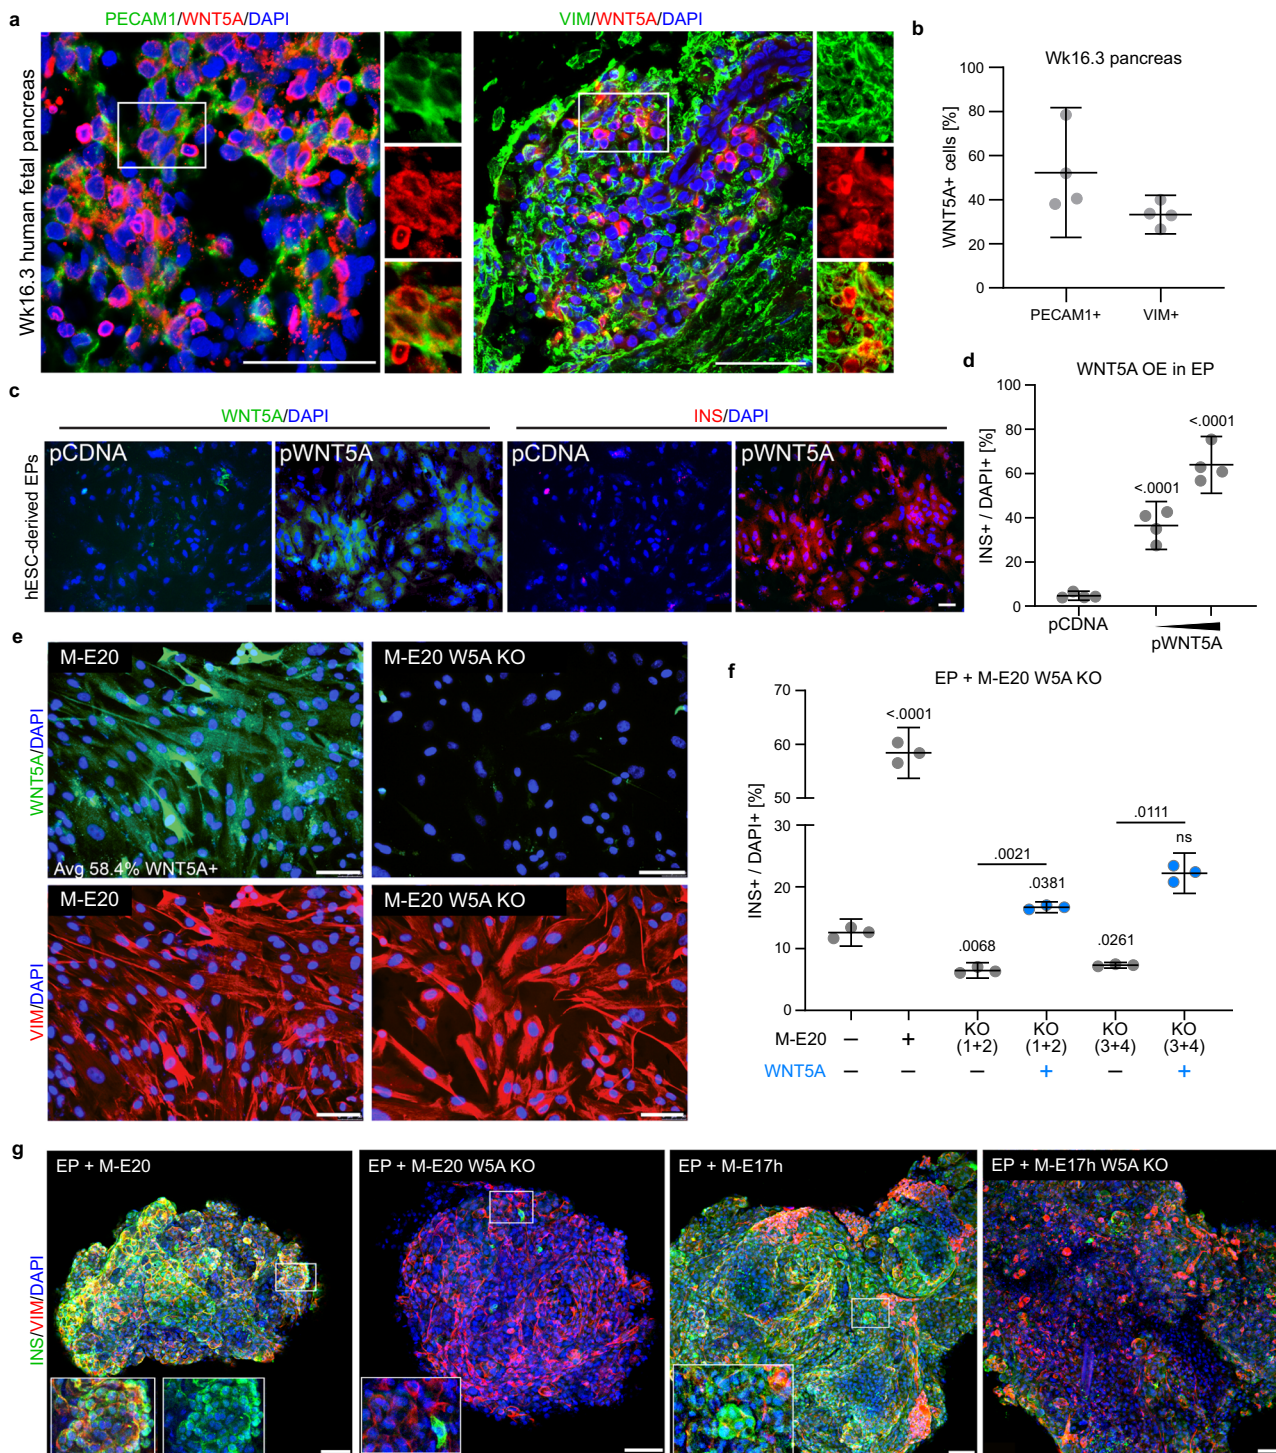 a
PECAM1/WNT5A/DAPI
VIM/WNT5A/DAPI
Wk16.3 human fetal pancreas
b
Wk16.3 pancreas
WNT5A+ cells [%]
100
80
60
40
20
0
PECAM1+
VIM+
c
WNT5A/DAPI
INS/DAPI
hESC-derived EPs
pCDNA
pWNT5A
pCDNA
pWNT5A
d
WNT5A OE in EP
INS+ / DAPI+ [%]
100
80
60
40
20
0
<.0001
<.0001
pCDNA
pWNT5A
e
WNT5A/DAPI
M-E20
M-E20 W5A KO
Avg 58.4% WNT5A+
VIM/DAPI
M-E20
M-E20 W5A KO
f
EP + M-E20 W5A KO
INS+ / DAPI+ [%]
70
60
50
30
20
10
0
<.0001
.0068
.0021
.0381
.0261
.0111
ns
M-E20 – + KO (1+2) KO (1+2) KO (3+4) KO (3+4)
WNT5A – – – + – +
g
INS/VIM/DAPI
EP + M-E20
EP + M-E20 W5A KO
EP + M-E17h
EP + M-E17h W5A KO